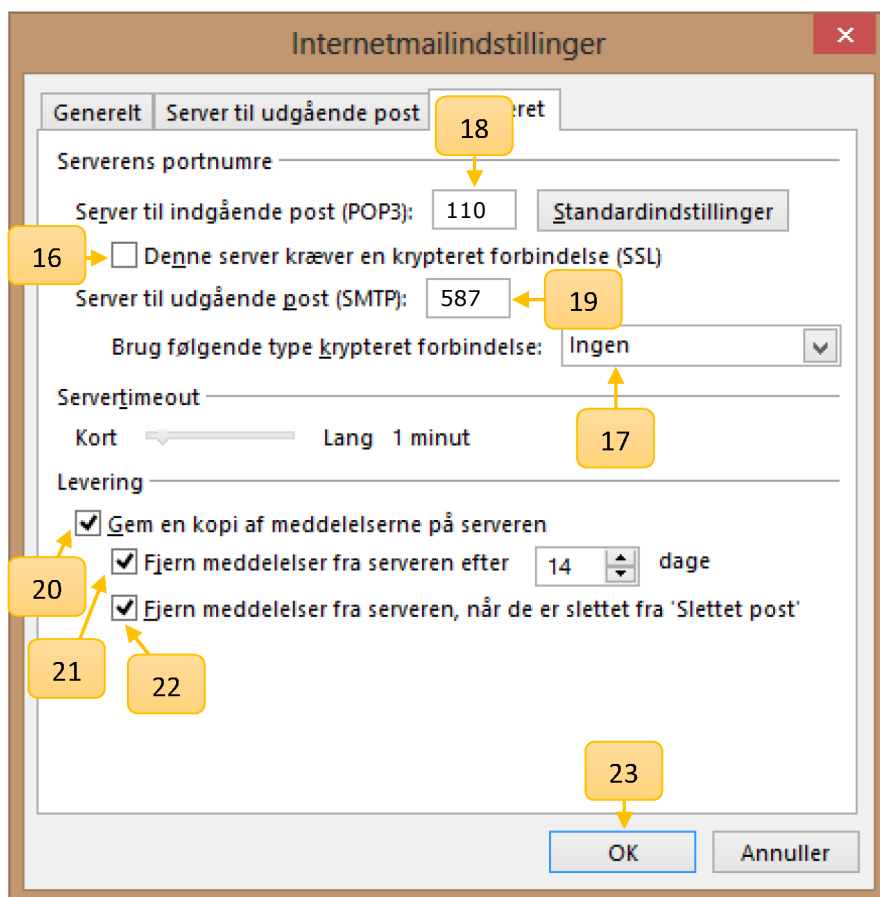 Internetmailindstillinger
Generelt Server til udgående post
18
Serverens portnumre
Server til indgående post (POP3): 110 Standardindstillinger
16 Denne server kræver en krypteret forbindelse (SSL)
Server til udgående post (SMTP): 587 19
Brug følgende type krypteret forbindelse: Ingen
Servertimeout
Kort Lang 1 minut 17
Levering
Gem en kopi af meddelelserne på serveren
Fjern meddelelser fra serveren efter 14 dage
20
Fjern meddelelser fra serveren, når de er slettet fra 'Slettet post'
21 22
23
OK Annuller